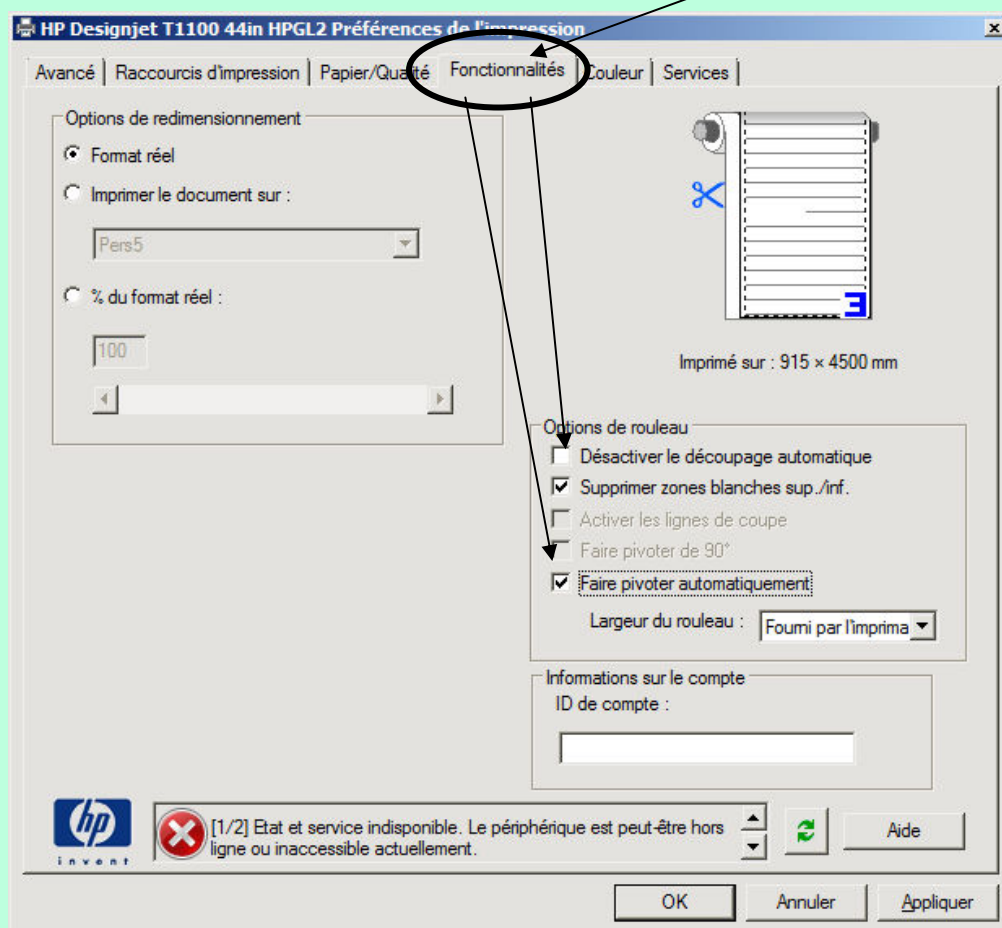 HP Designjet T1100 44in HPGL2 Préférences de l'impression
Avancé Raccourcis d'impression Papier/Qualité Fonctionnalités Couleur Services
Options de redimensionnement
Format réel
Imprimer le document sur :
Pers5
% du format réel :
100
Imprimé sur : 915 × 4500 mm
Options de rouleau
Désactiver le découpage automatique
Supprimer zones blanches sup./inf.
Activer les lignes de coupe
Faire pivoter de 90°
Faire pivoter automatiquement
Largeur du rouleau : Fourni par l'imprima
Informations sur le compte
ID de compte :
hp
invent
[1/2] Etat et service indisponible. Le périphérique est peut-être hors
ligne ou inaccessible actuellement.
Aide
OK Annuler Appliquer